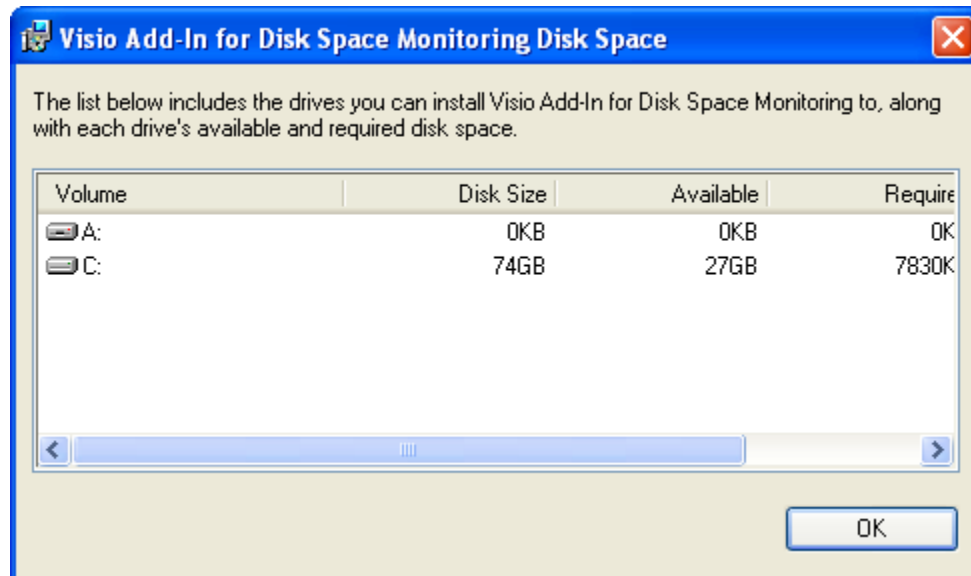 Visio Add-In for Disk Space Monitoring Disk Space
The list below includes the drives you can install Visio Add-In for Disk Space Monitoring to, along
with each drive's available and required disk space.
Volume Disk Size Available Require
A: 0KB 0KB 0K
C: 74GB 27GB 7830K
OK